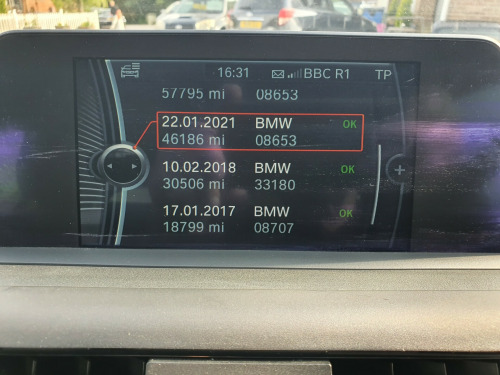 16:31 BBC R1 TP
57795 mi 08653
22.01.2021 BMW OK
46186 mi 08653
10.02.2018 BMW OK
30506 mi 33180
17.01.2017 BMW OK
18799 mi 08707